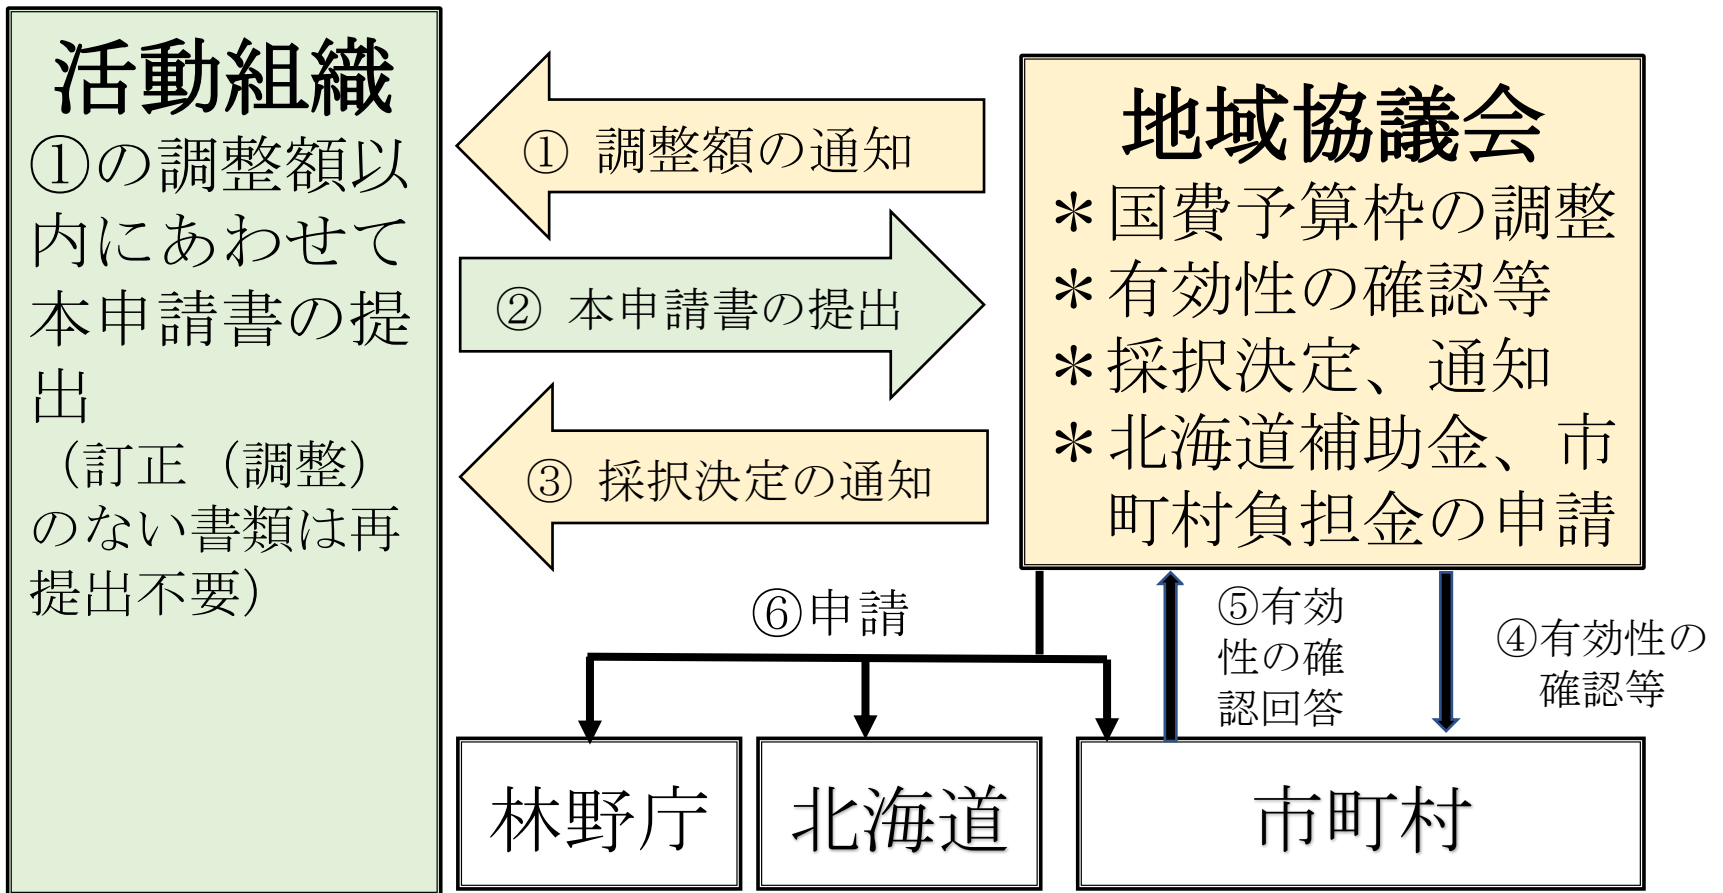 活動組織
①の調整額以
内にあわせて
本申請書の提
出
（訂正（調整）
のない書類は再
提出不要）
① 調整額の通知
② 本申請書の提出
③ 採択決定の通知
地域協議会
＊国費予算枠の調整
＊有効性の確認等
＊採択決定、通知
＊北海道補助金、市
町村負担金の申請
⑥申請
⑤有効
性の確
認回答
④有効性の
確認等
林野庁
北海道
市町村